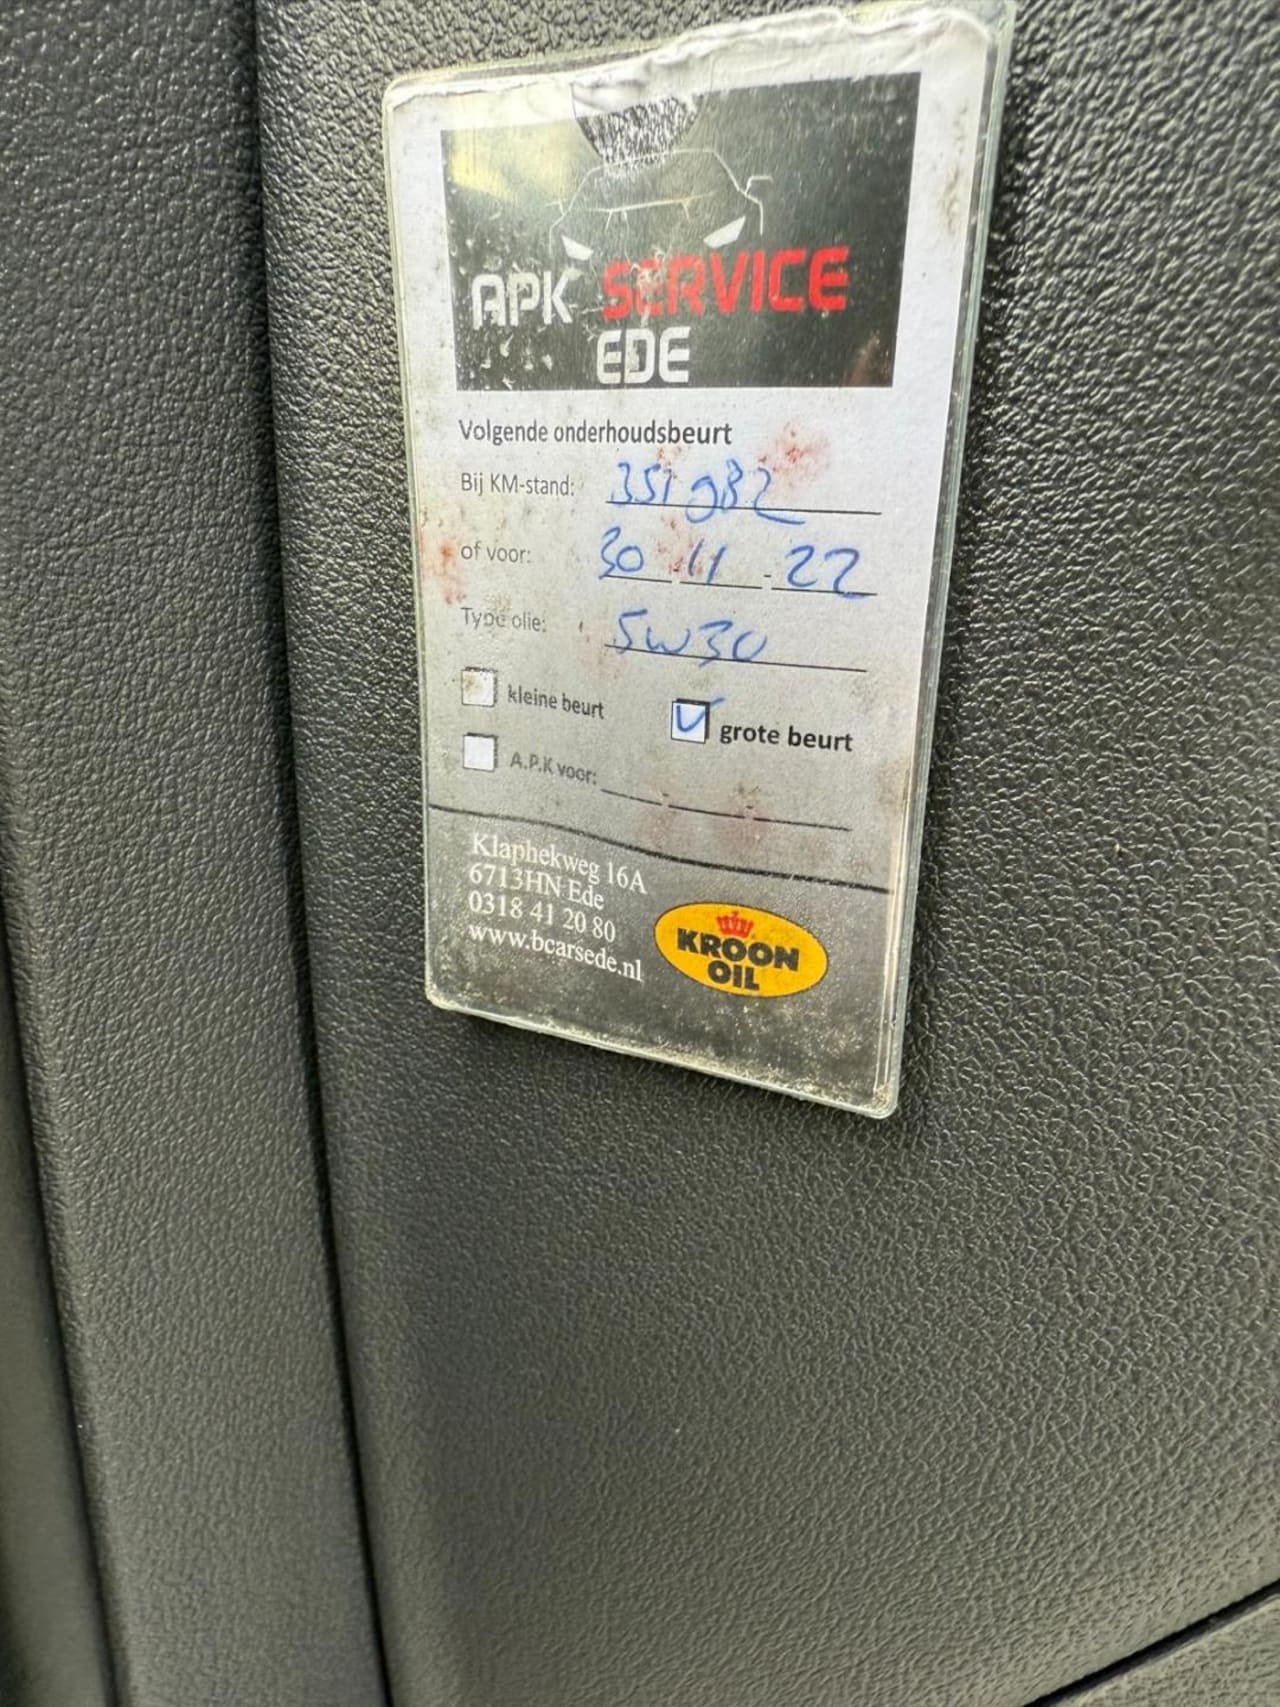 APK SERVICE
EDE
Volgende onderhoudsbeurt
Bij KM-stand: 351982
of voor: 30-11-22
Type olie: 5W30
kleine beurt
grote beurt
A.P.K voor:
Klaphekweg 16A
6713HN Ede
0318 41 20 80
www.bcarsede.nl
KROON
OIL